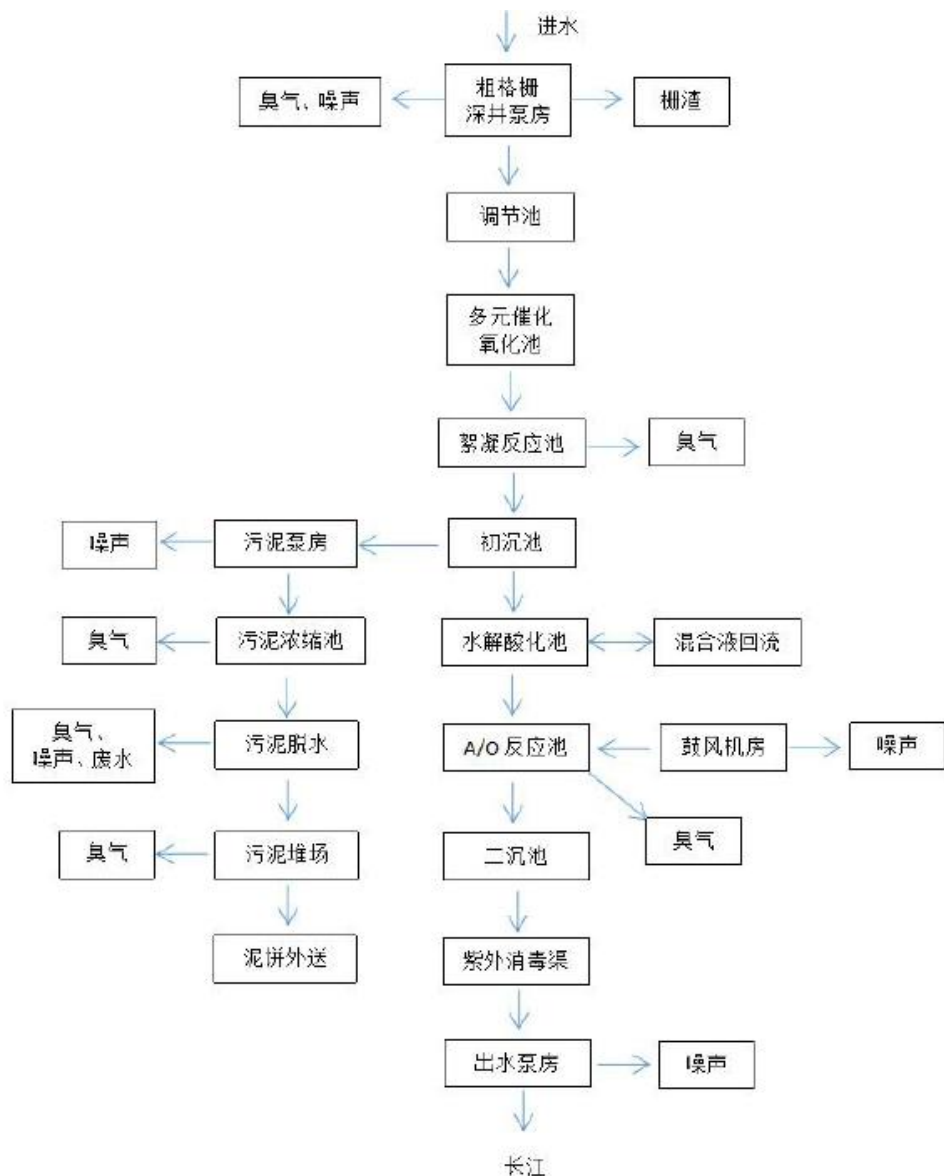 进水
臭气、噪声
粗格栅
深井泵房
栅渣
调节池
多元催化
氧化池
絮凝反应池
臭气
噪声
污泥泵房
初沉池
臭气
污泥浓缩池
水解酸化池
混合液回流
臭气、
噪声、废水
污泥脱水
A/O反应池
鼓风机房
噪声
臭气
污泥堆场
二沉池
臭气
泥饼外送
紫外消毒渠
出水泵房
噪声
长江